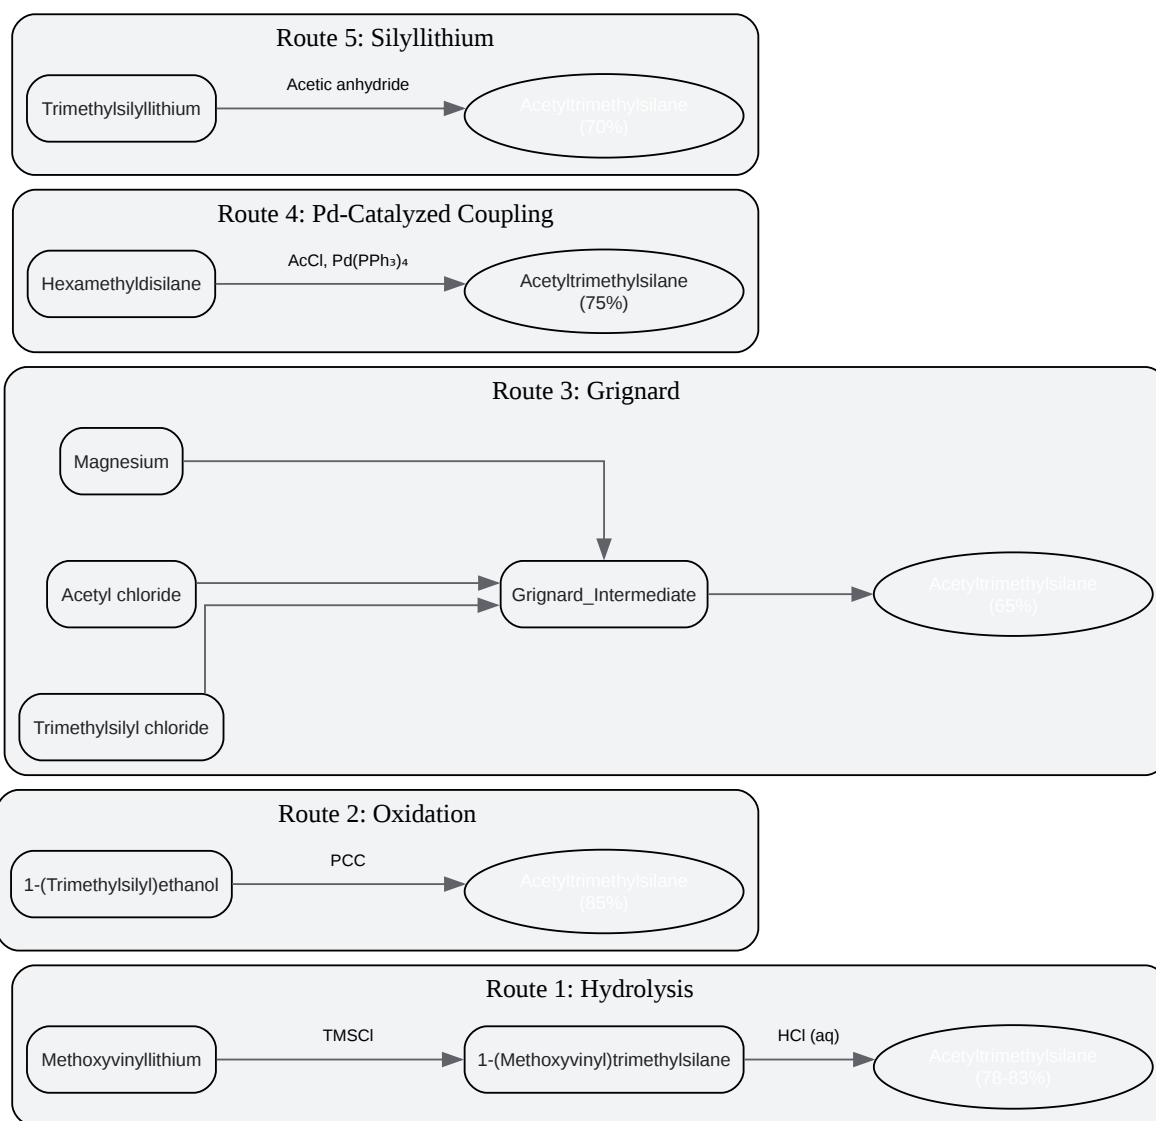 Route 5: Silyllithium
Trimethylsilyllithium
Acetic anhydride
Acetyltrimethylsilane
(70%)
Route 4: Pd-Catalyzed Coupling
Hexamethyldisilane
AcCl, Pd(PPh₃)₄
Acetyltrimethylsilane
(75%)
Route 3: Grignard
Magnesium
Acetyl chloride
Trimethylsilyl chloride
Grignard_Intermediate
Acetyltrimethylsilane
(65%)
Route 2: Oxidation
1-(Trimethylsilyl)ethanol
PCC
Acetyltrimethylsilane
(85%)
Route 1: Hydrolysis
Methoxyvinyllithium
TMSCl
1-(Methoxyvinyl)trimethylsilane
HCl (aq)
Acetyltrimethylsilane
(78-83%)